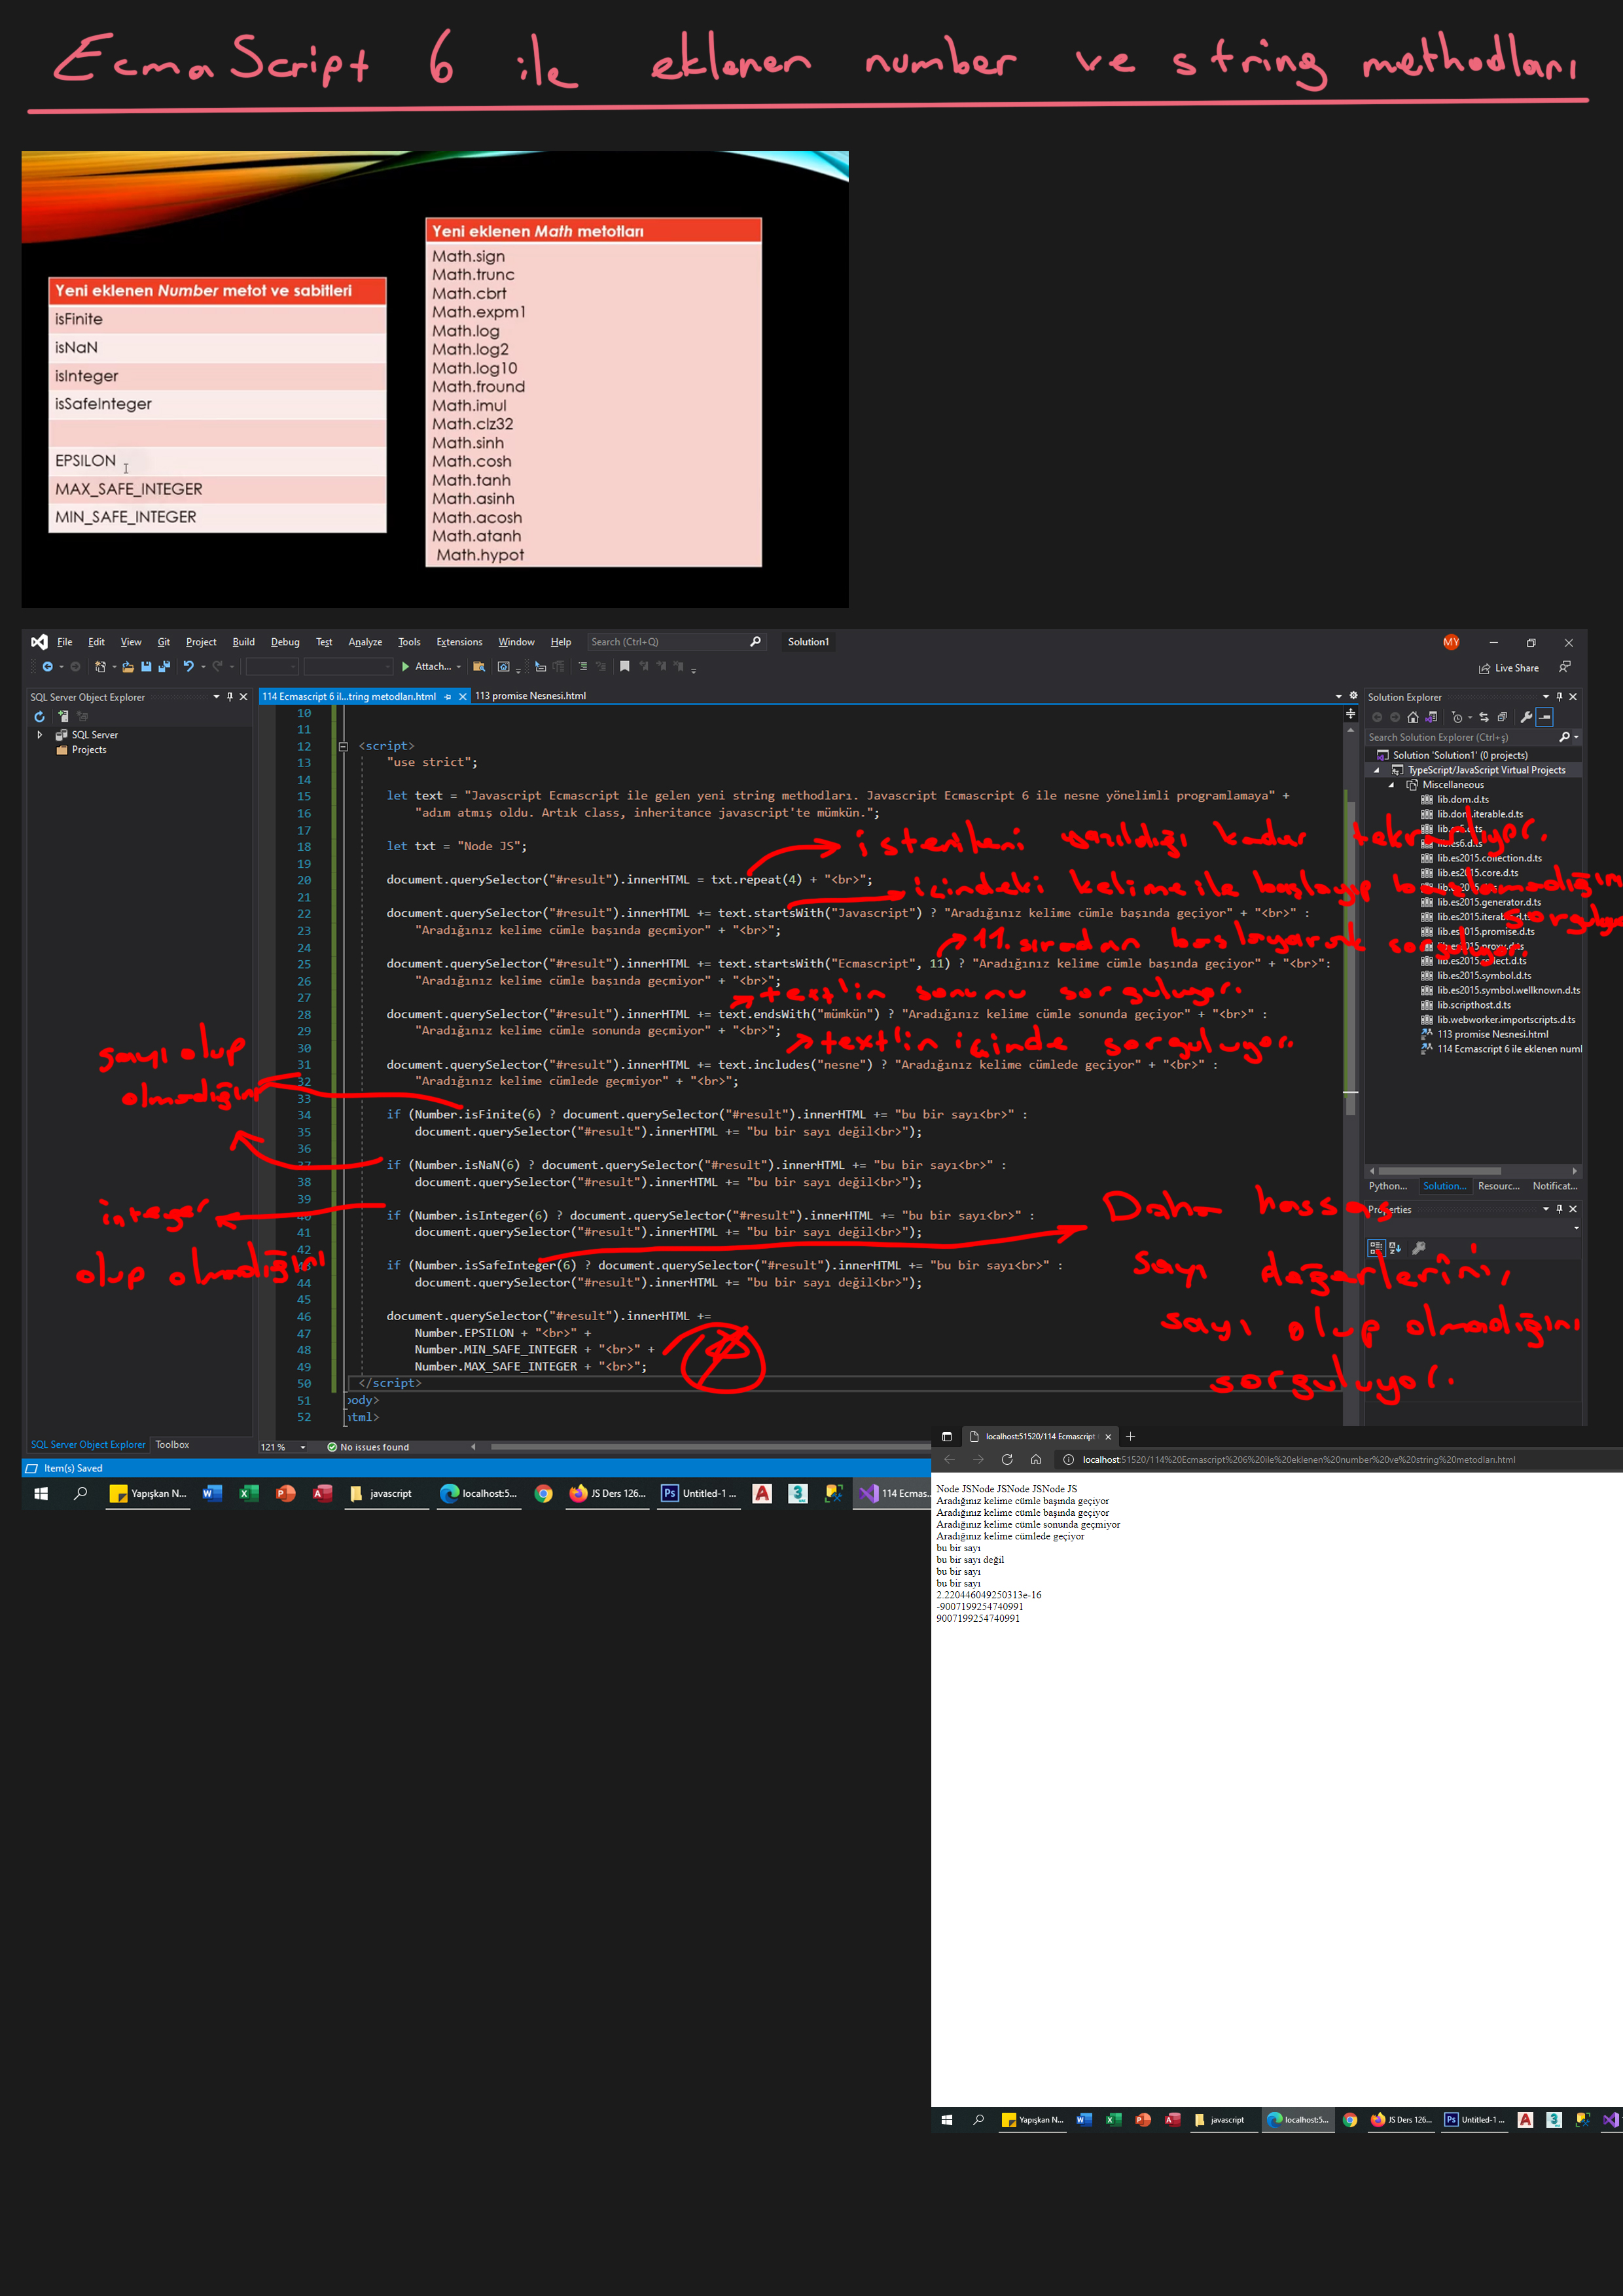 EcmaScript 6 ile eklenen number ve string methodları
Yeni eklenen Number metot ve sabitleri
isFinite
isNaN
isInteger
isSafeInteger
EPSILON
MAX_SAFE_INTEGER
MIN_SAFE_INTEGER
Yeni eklenen Math metotları
Math.sign
Math.trunc
Math.cbrt
Math.expm1
Math.log
Math.log2
Math.log10
Math.fround
Math.imul
Math.clz32
Math.sinh
Math.cosh
Math.tanh
Math.asinh
Math.acosh
Math.atanh
Math.hypot
File Edit View Git Project Build Debug Test Analyze Tools Extensions Window Help Search (Ctrl+Q) Solution1 MY
Attach... Live Share
SQL Server Object Explorer
SQL Server
Projects
114 Ecmascript 6 il...tring metodları.html 113 promise Nesnesi.html
10
11
12 <script>
13 "use strict";
14
15 let text = "Javascript Ecmascript ile gelen yeni string methodları. Javascript Ecmascript 6 ile nesne yönelimli programlamaya" +
16 "adım atmış oldu. Artık class, inheritance javascript'te mümkün.";
17
18 let txt = "Node JS";
19
20 document.querySelector("#result").innerHTML = txt.repeat(4) + "<br>";
21
22 document.querySelector("#result").innerHTML += text.startsWith("Javascript") ? "Aradığınız kelime cümle başında geçiyor" + "<br>" :
23 "Aradığınız kelime cümle başında geçmiyor" + "<br>";
24
25 document.querySelector("#result").innerHTML += text.startsWith("Ecmascript", 11) ? "Aradığınız kelime cümle başında geçiyor" + "<br>":
26 "Aradığınız kelime cümle başında geçmiyor" + "<br>";
27
28 document.querySelector("#result").innerHTML += text.endsWith("mümkün") ? "Aradığınız kelime cümle sonunda geçiyor" + "<br>" :
29 "Aradığınız kelime cümle sonunda geçmiyor" + "<br>";
30
31 document.querySelector("#result").innerHTML += text.includes("nesne") ? "Aradığınız kelime cümlede geçiyor" + "<br>" :
32 "Aradığınız kelime cümlede geçmiyor" + "<br>";
33
34 if (Number.isFinite(6) ? document.querySelector("#result").innerHTML += "bu bir sayı<br>" :
35 document.querySelector("#result").innerHTML += "bu bir sayı değil<br>");
36
37 if (Number.isNaN(6) ? document.querySelector("#result").innerHTML += "bu bir sayı<br>" :
38 document.querySelector("#result").innerHTML += "bu bir sayı değil<br>");
39
40 if (Number.isInteger(6) ? document.querySelector("#result").innerHTML += "bu bir sayı<br>" :
41 document.querySelector("#result").innerHTML += "bu bir sayı değil<br>");
42
43 if (Number.isSafeInteger(6) ? document.querySelector("#result").innerHTML += "bu bir sayı<br>" :
44 document.querySelector("#result").innerHTML += "bu bir sayı değil<br>");
45
46 document.querySelector("#result").innerHTML +=
47 Number.EPSILON + "<br>" +
48 Number.MIN_SAFE_INTEGER + "<br>" +
49 Number.MAX_SAFE_INTEGER + "<br>";
50 </script>
51 body>
52 html>
yazıldığı kadar tekrarlıyor.
içindeki kelime ile başlayıp başlamadığını
sorguluyor
11. sıradan başlayarak sorguluyor.
text'in sonunu sorguluyor.
text'in içinde sorguluyor.
sayı olup
olmadığını
integer
olup olmadığını
Daha hassas
sayı değerlerini,
sayı olup olmadığını
sorguluyor.
Solution Explorer
Search Solution Explorer (Ctrl+ş)
Solution 'Solution1' (0 projects)
TypeScript/JavaScript Virtual Projects
Miscellaneous
lib.dom.d.ts
lib.dom.iterable.d.ts
lib.es5.d.ts
lib.es6.d.ts
lib.es2015.collection.d.ts
lib.es2015.core.d.ts
lib.es2015.generator.d.ts
lib.es2015.iterable.d.ts
lib.es2015.promise.d.ts
lib.es2015.proxy.d.ts
lib.es2015.reflect.d.ts
lib.es2015.symbol.d.ts
lib.es2015.symbol.wellknown.d.ts
lib.scripthost.d.ts
lib.webworker.importscripts.d.ts
113 promise Nesnesi.html
114 Ecmascript 6 ile eklenen numl
Python... Solution... Resourc... Notificat...
Properties
SQL Server Object Explorer Toolbox
121 % No issues found
Item(s) Saved
Yapışkan N... javascript localhost:5... JS Ders 126... Untitled-1 ... 114 Ecmas...
localhost:51520/114 Ecmascript
localhost:51520/114%20Ecmascript%206%20ile%20eklenen%20number%20ve%20string%20metodları.html
Node JSNode JSNode JSNode JS
Aradığınız kelime cümle başında geçiyor
Aradığınız kelime cümle başında geçiyor
Aradığınız kelime cümle sonunda geçmiyor
Aradığınız kelime cümlede geçiyor
bu bir sayı
bu bir sayı değil
bu bir sayı
bu bir sayı
2.220446049250313e-16
-9007199254740991
9007199254740991
Yapışkan N... javascript localhost:5... JS Ders 126... Untitled-1 ...